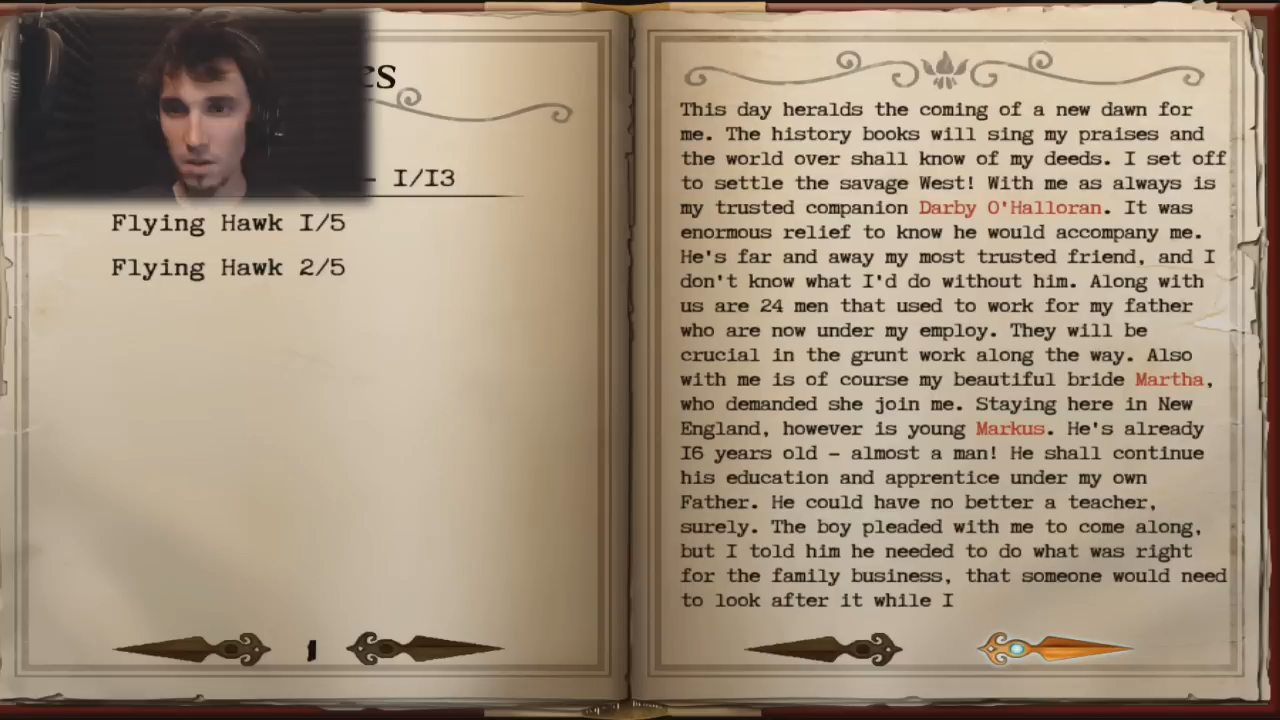 es
- I/I3
Flying Hawk I/5
Flying Hawk 2/5
This day heralds the coming of a new dawn for
me. The history books will sing my praises and
the world over shall know of my deeds. I set off
to settle the savage West! With me as always is
my trusted companion Darby O'Halloran. It was
enormous relief to know he would accompany me.
He's far and away my most trusted friend, and I
don't know what I'd do without him. Along with
us are 24 men that used to work for my father
who are now under my employ. They will be
crucial in the grunt work along the way. Also
with me is of course my beautiful bride Martha,
who demanded she join me. Staying here in New
England, however is young Markus. He's already
I6 years old – almost a man! He shall continue
his education and apprentice under my own
Father. He could have no better a teacher,
surely. The boy pleaded with me to come along,
but I told him he needed to do what was right
for the family business, that someone would need
to look after it while I
1